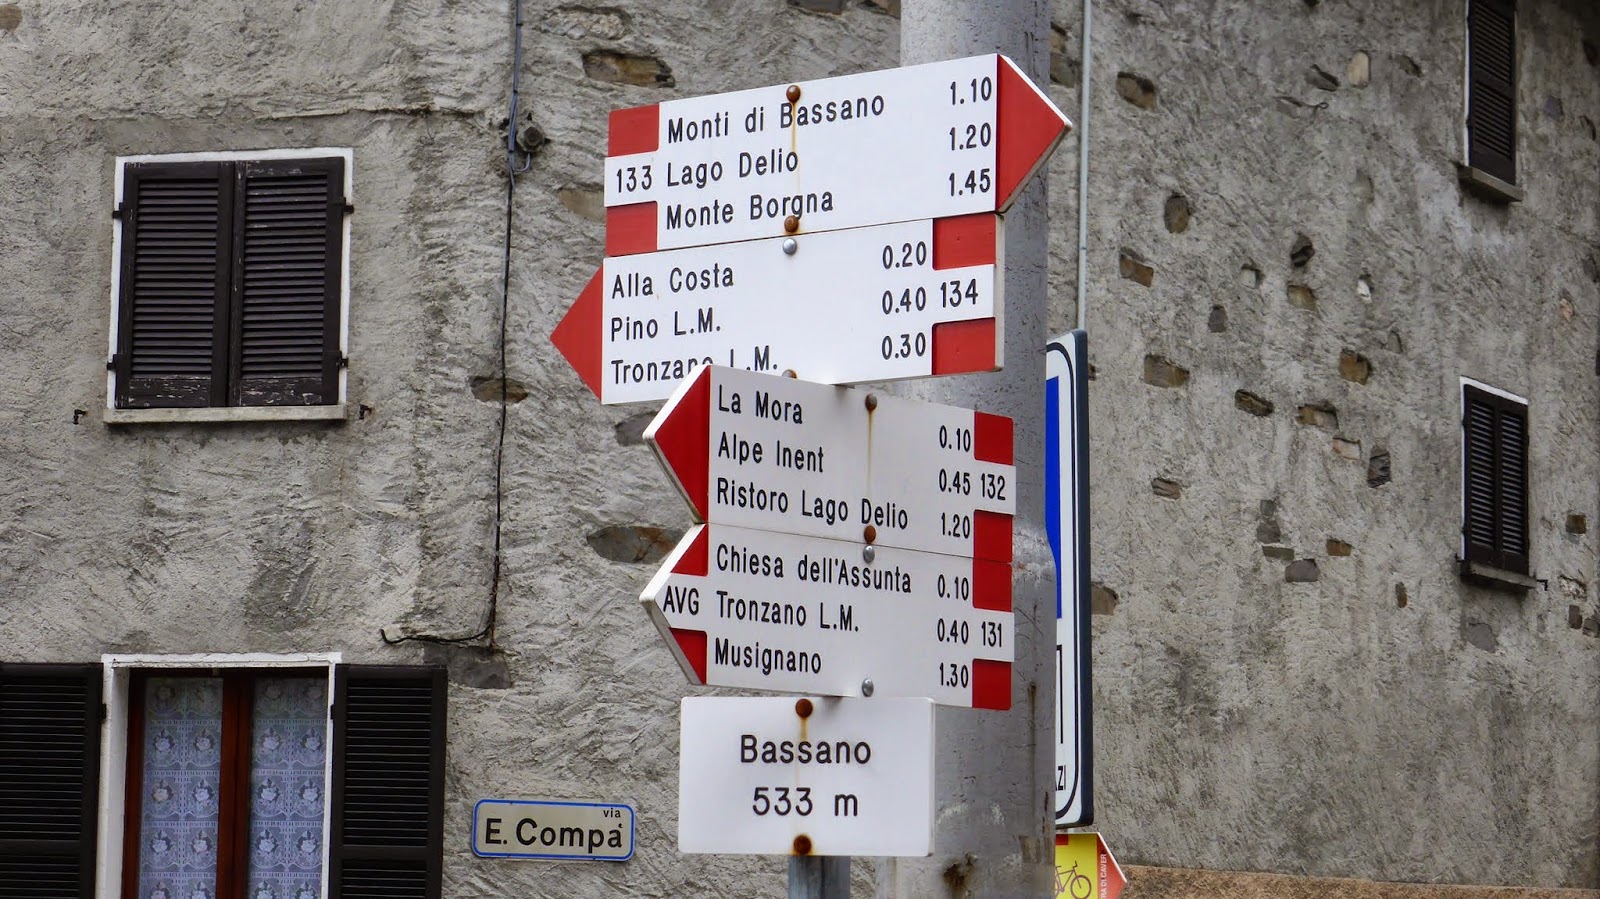 Monti di Bassano 1.10
133 Lago Delio 1.20
Monte Borgna 1.45
Alla Costa 0.20
Pino L.M. 0.40 134
Tronzano L.M. 0.30
La Mora 0.10
Alpe Inent 0.45 132
Ristoro Lago Delio 1.20
Chiesa dell'Assunta 0.10
AVG Tronzano L.M. 0.40 131
Musignano 1.30
Bassano
533 m
via
E. Compà